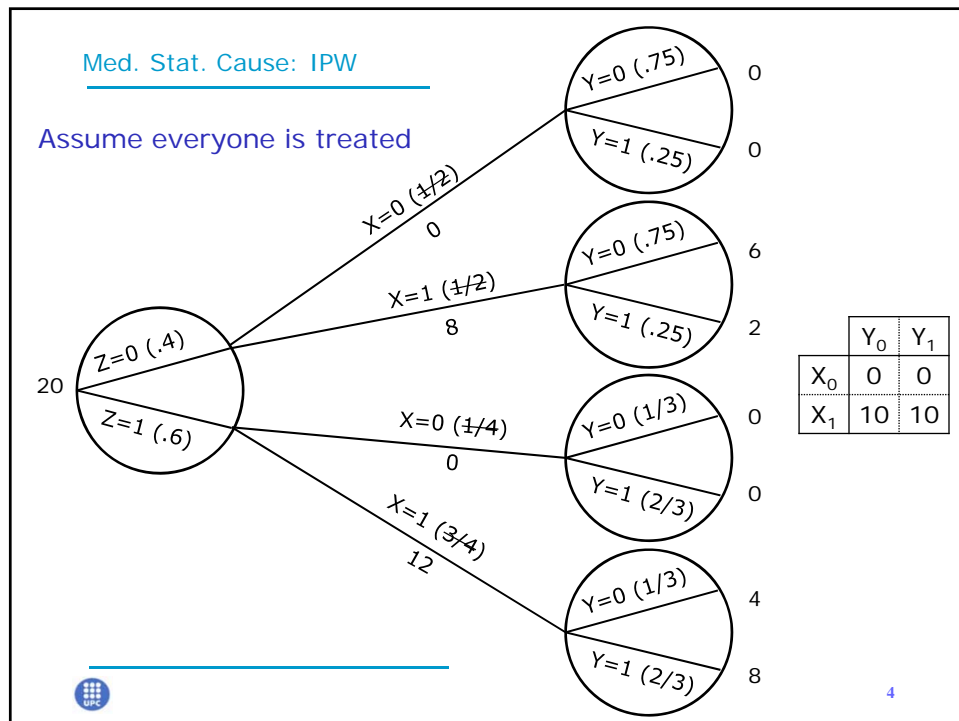 Med. Stat. Cause: IPW
Assume everyone is treated
Y=0 (.75) 0
Y=1 (.25) 0
X=0 (1/2)
0
Y=0 (.75) 6
Y=1 (.25) 2
X=1 (1/2)
8
20
Z=0 (.4)
Z=1 (.6)
X=0 (1/4)
0
Y=0 (1/3) 0
Y=1 (2/3) 0
X=1 (3/4)
12
Y=0 (1/3) 4
Y=1 (2/3) 8
Y₀ Y₁
X₀ 0 0
X₁ 10 10
UPC
4